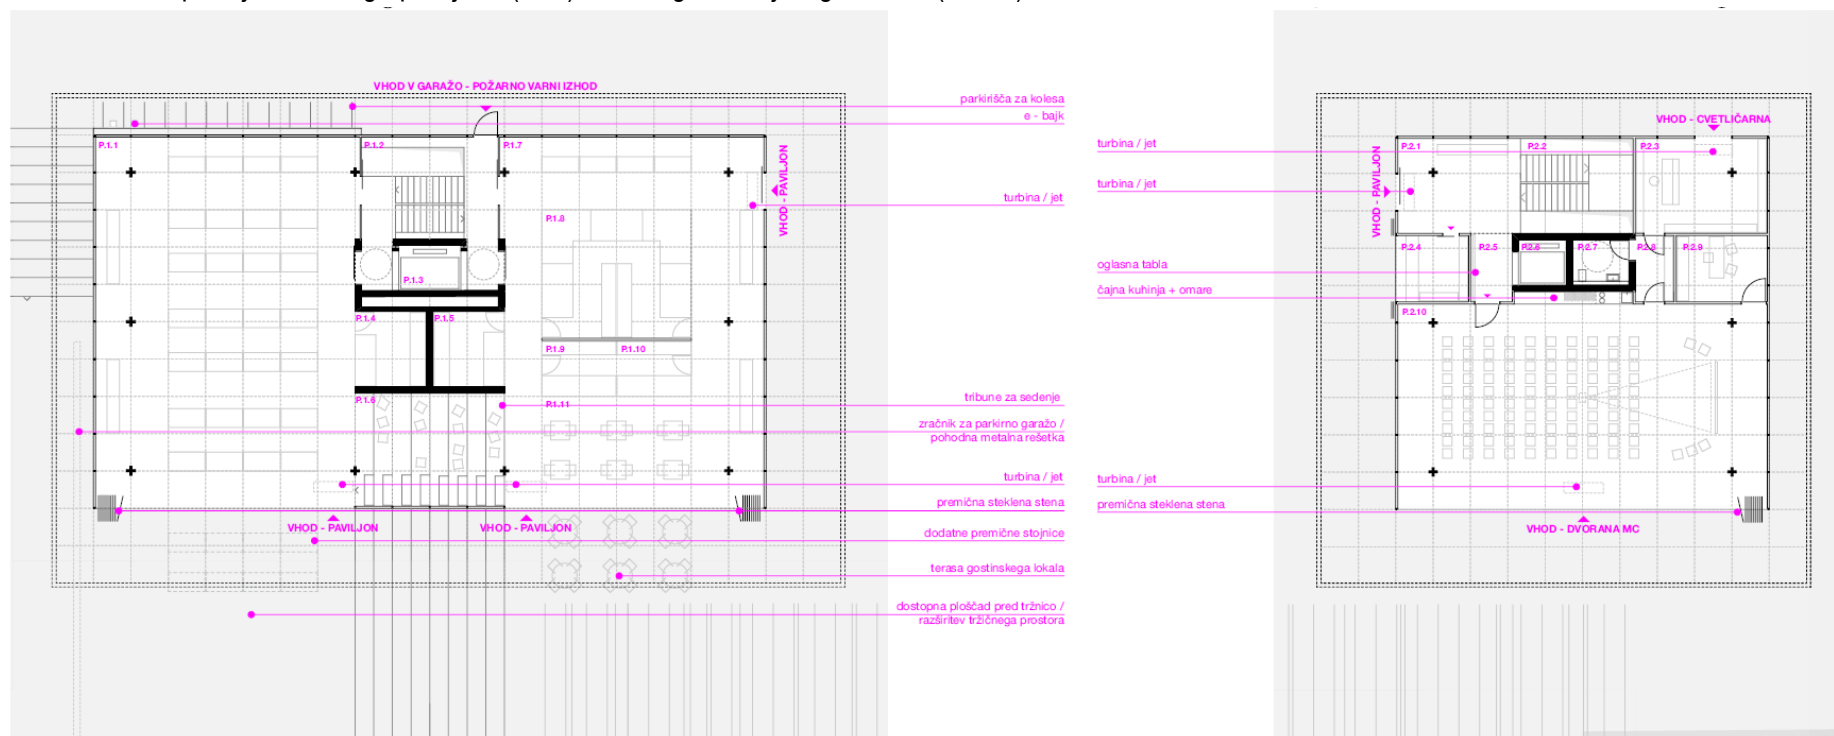 VHOD V GARAŽO - POŽARNO VARNI IZHOD
parkirišča za kolesa
e - bajk
P.1.1
P.1.2
P.1.7
VHOD - PAVILJON
turbina / jet
P.1.8
P.1.3
P.1.4
P.1.5
P.1.9
P.1.10
P.1.6
P.1.11
tribune za sedenje
zračnik za parkirno garažo /
pohodna metalna rešetka
turbina / jet
premična steklena stena
VHOD - PAVILJON
VHOD - PAVILJON
dodatne premične stojnice
terasa gostinskega lokala
dostopna ploščad pred tržnico /
razširitev tržičnega prostora
VHOD - CVETLIČARNA
turbina / jet
P.2.1
P.2.2
P.2.3
turbina / jet
VHOD - PAVILJON
P.2.4
P.2.5
P.2.6
P.2.7
P.2.8
P.2.9
oglasna tabla
čajna kuhinja + omare
P.2.10
turbina / jet
premična steklena stena
VHOD - DVORANA MC